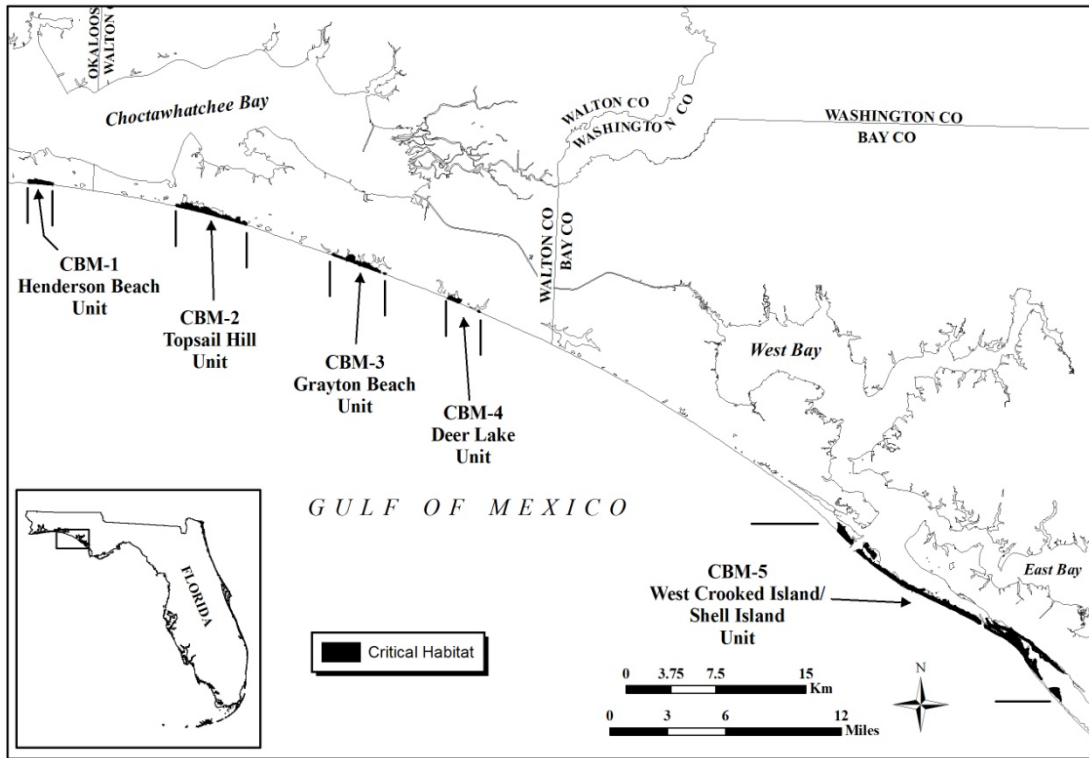 OKALOOS
WALTON C
Choctawhatchee Bay
WALTON CO
WASHINGTON CO
WASHINGTON CO
BAY CO
WALTON CO
BAY CO
CBM-1
Henderson Beach
Unit
CBM-2
Topsail Hill
Unit
CBM-3
Grayton Beach
Unit
CBM-4
Deer Lake
Unit
West Bay
GULF OF MEXICO
CBM-5
West Crooked Island/
Shell Island
Unit
East Bay
FLORIDA
Critical Habitat
0 3.75 7.5 15
Km
0 3 6 12
Miles
N